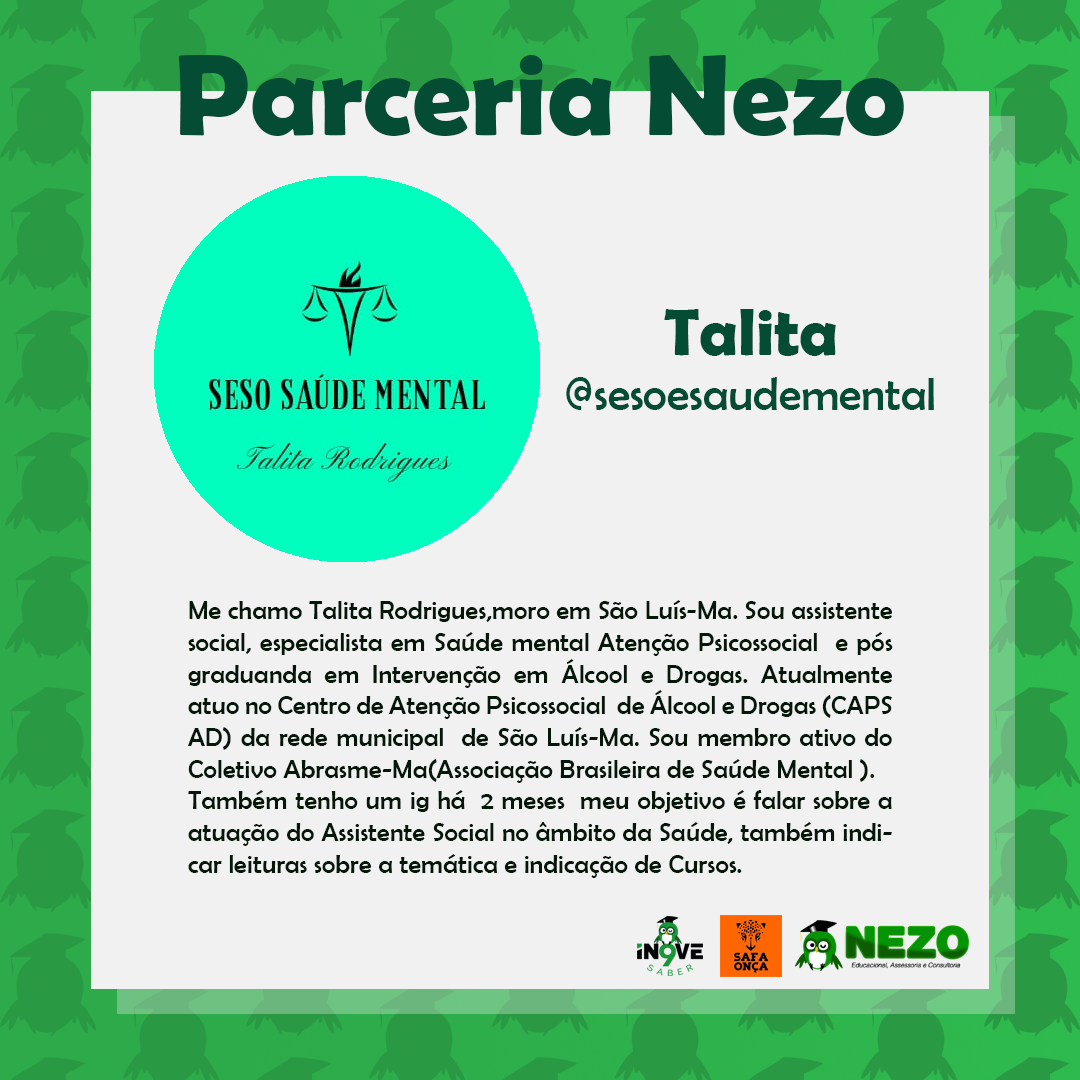 Parceria Nezo
SESO SAÚDE MENTAL
Talita Rodrigues
Talita
@sesoesaudemental
Me chamo Talita Rodrigues,moro em São Luís-Ma. Sou assistente
social, especialista em Saúde mental Atenção Psicossocial  e pós
graduanda em Intervenção em Álcool e Drogas. Atualmente
atuo no Centro de Atenção Psicossocial  de Álcool e Drogas (CAPS
AD) da rede municipal  de São Luís-Ma. Sou membro ativo do
Coletivo Abrasme-Ma(Associação Brasileira de Saúde Mental ).
Também tenho um ig há  2 meses  meu objetivo é falar sobre a
atuação do Assistente Social no âmbito da Saúde, também indi-
car leituras sobre a temática e indicação de Cursos.
iN9VE
SABER
SAFA
ONÇA
NEZO
Educacional, Assessoria e Consultoria